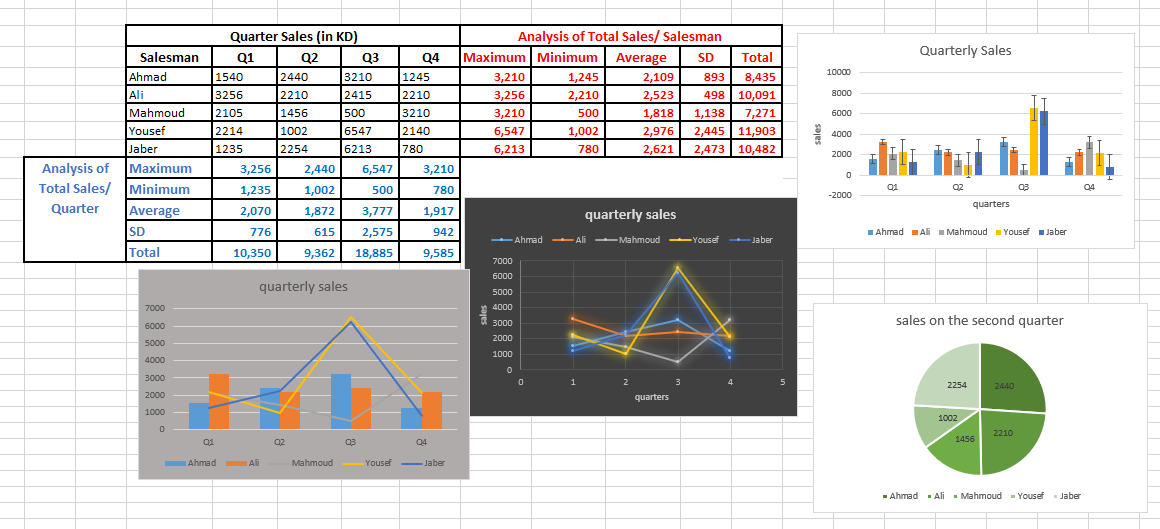 Quarter Sales (in KD) Analysis of Total Sales/ Salesman
Salesman Q1 Q2 Q3 Q4 Maximum Minimum Average SD Total
Ahmad 1540 2440 3210 1245 3,210 1,245 2,109 893 8,435
Ali 3256 2210 2415 2210 3,256 2,210 2,523 498 10,091
Mahmoud 2105 1456 500 3210 3,210 500 1,818 1,138 7,271
Yousef 2214 1002 6547 2140 6,547 1,002 2,976 2,445 11,903
Jaber 1235 2254 6213 780 6,213 780 2,621 2,473 10,482
Analysis of
Total Sales/
Quarter
Maximum 3,256 2,440 6,547 3,210
Minimum 1,235 1,002 500 780
Average 2,070 1,872 3,777 1,917
SD 776 615 2,575 942
Total 10,350 9,362 18,885 9,585
Quarterly Sales
10000
8000
6000
4000
2000
0
-2000
sales
Q1 Q2 Q3 Q4
quarters
Ahmad Ali Mahmoud Yousef Jaber
quarterly sales
Ahmad Ali Mahmoud Yousef Jaber
7000
6000
5000
4000
3000
2000
1000
0
sales
0 1 2 3 4 5
quarters
quarterly sales
7000
6000
5000
4000
3000
2000
1000
0
Q1 Q2 Q3 Q4
Ahmad Ali Mahmoud Yousef Jaber
sales on the second quarter
2254 2440
1002
1456 2210
Ahmad Ali Mahmoud Yousef Jaber